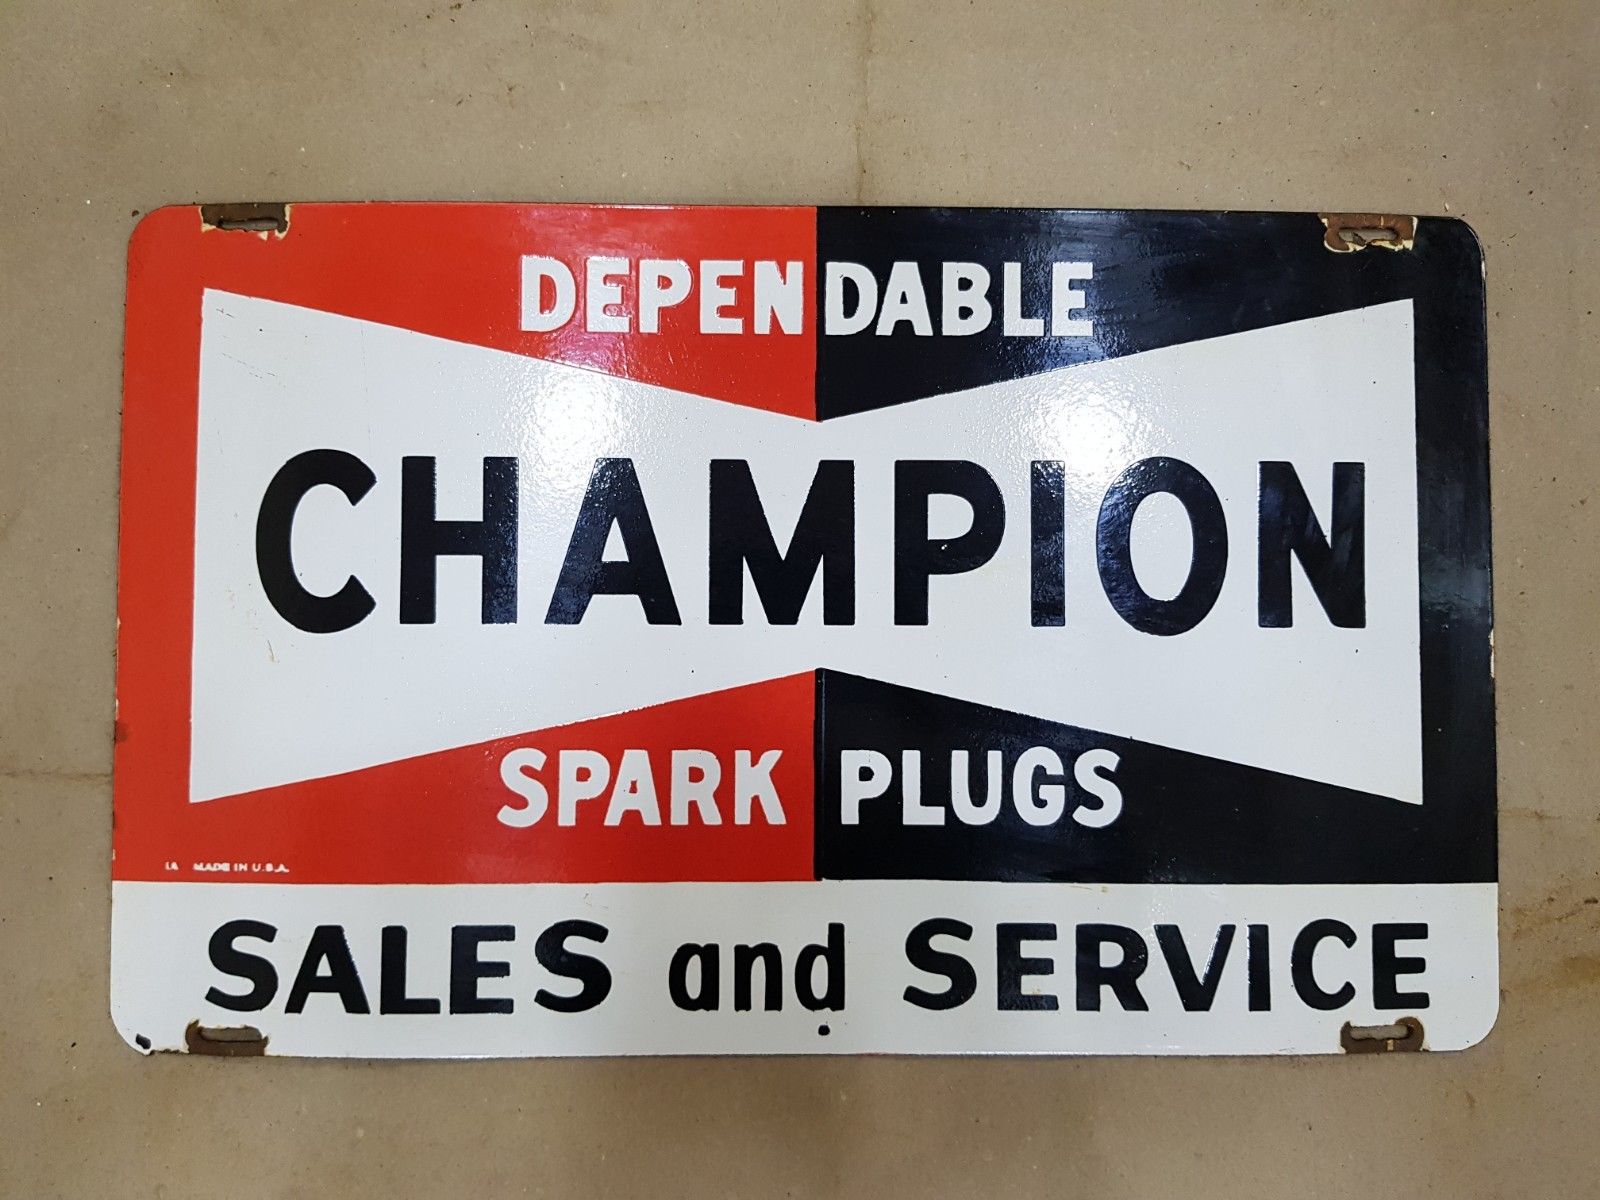 DEPENDABLE
CHAMPION
SPARK PLUGS
MADE IN U.S.A.
SALES and SERVICE